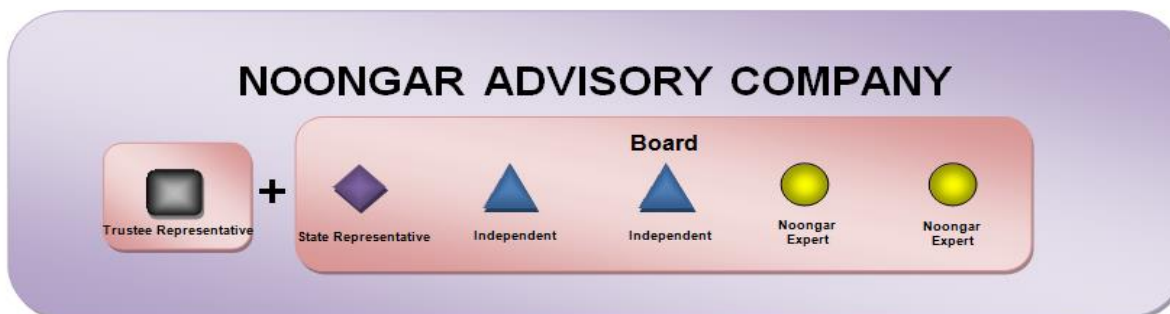 NOONGAR ADVISORY COMPANY
Board
Trustee Representative
+
State Representative
Independent
Independent
Noongar
Expert
Noongar
Expert